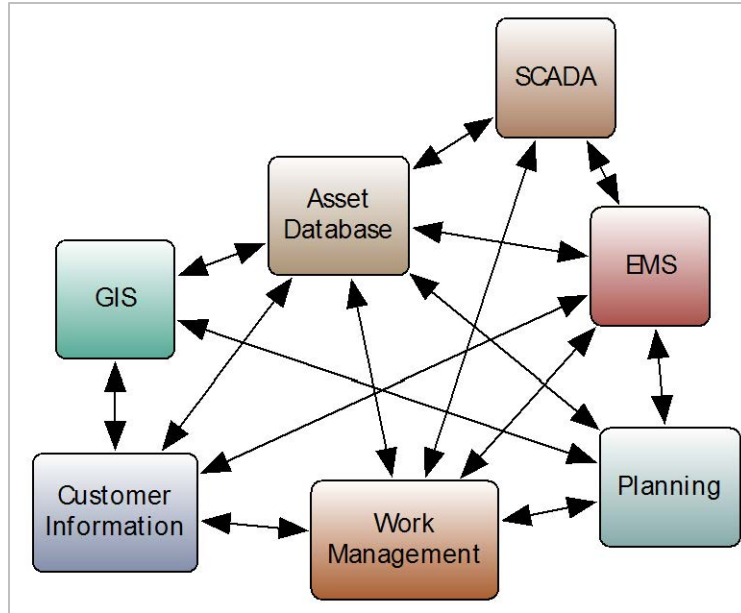 SCADA
Asset
Database
EMS
GIS
Planning
Customer
Information
Work
Management